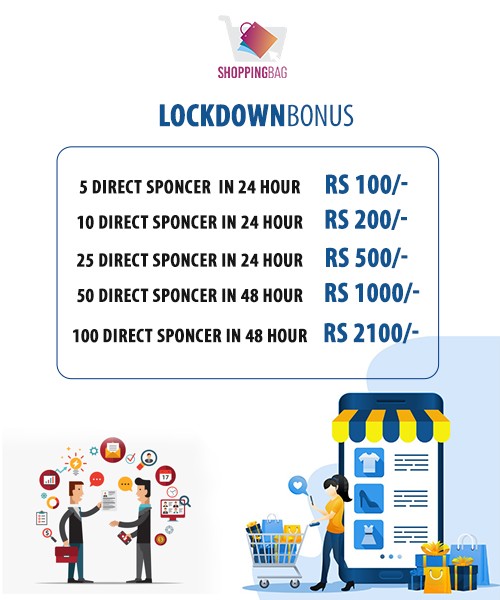 SHOPPINGBAG
LOCKDOWNBONUS
5 DIRECT SPONCER IN 24 HOUR RS 100/-
10 DIRECT SPONCER IN 24 HOUR RS 200/-
25 DIRECT SPONCER IN 24 HOUR RS 500/-
50 DIRECT SPONCER IN 48 HOUR RS 1000/-
100 DIRECT SPONCER IN 48 HOUR RS 2100/-
17